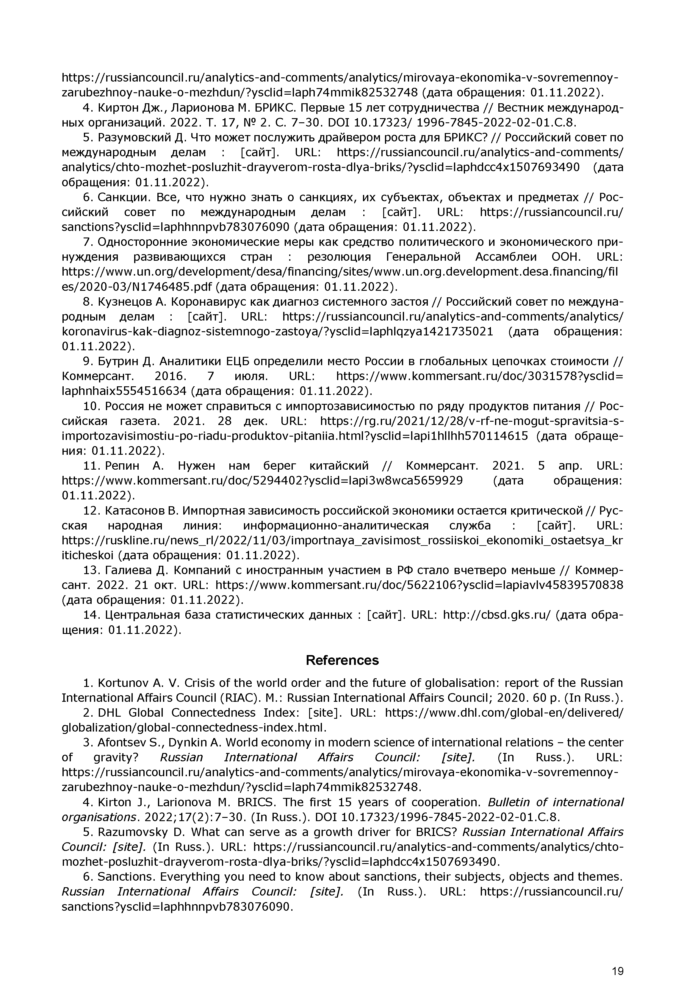 https://russiancouncil.ru/analytics-and-comments/analytics/mirovaya-ekonomika-v-sovremennoy-
zarubezhnoy-nauke-o-mezhdun/?ysclid=laph74mmik82532748 (дата обращения: 01.11.2022).
4. Киртон Дж., Ларионова М. БРИКС. Первые 15 лет сотрудничества // Вестник международ-
ных организаций. 2022. Т. 17, № 2. С. 7–30. DOI 10.17323/ 1996-7845-2022-02-01.С.8.
5. Разумовский Д. Что может послужить драйвером роста для БРИКС? // Российский совет по
международным делам : [сайт]. URL: https://russiancouncil.ru/analytics-and-comments/
analytics/chto-mozhet-posluzhit-drayverom-rosta-dlya-briks/?ysclid=laphdcc4x1507693490 (дата
обращения: 01.11.2022).
6. Санкции. Все, что нужно знать о санкциях, их субъектах, объектах и предметах // Рос-
сийский совет по международным делам : [сайт]. URL: https://russiancouncil.ru/
sanctions?ysclid=laphhnnpvb783076090 (дата обращения: 01.11.2022).
7. Односторонние экономические меры как средство политического и экономического при-
нуждения развивающихся стран : резолюция Генеральной Ассамблеи ООН. URL:
https://www.un.org/development/desa/financing/sites/www.un.org.development.desa.financing/fil
es/2020-03/N1746485.pdf (дата обращения: 01.11.2022).
8. Кузнецов А. Коронавирус как диагноз системного застоя // Российский совет по междуна-
родным делам : [сайт]. URL: https://russiancouncil.ru/analytics-and-comments/analytics/
koronavirus-kak-diagnoz-sistemnogo-zastoya/?ysclid=laphlqzya1421735021 (дата обращения:
01.11.2022).
9. Бутрин Д. Аналитики ЕЦБ определили место России в глобальных цепочках стоимости //
Коммерсант. 2016. 7 июля. URL: https://www.kommersant.ru/doc/3031578?ysclid=
laphnhaix5554516634 (дата обращения: 01.11.2022).
10. Россия не может справиться с импортозависимостью по ряду продуктов питания // Рос-
сийская газета. 2021. 28 дек. URL: https://rg.ru/2021/12/28/v-rf-ne-mogut-spravitsia-s-
importozavisimostiu-po-riadu-produktov-pitaniia.html?ysclid=lapi1hllhh570114615 (дата обраще-
ния: 01.11.2022).
11. Репин А. Нужен нам берег китайский // Коммерсант. 2021. 5 апр. URL:
https://www.kommersant.ru/doc/5294402?ysclid=lapi3w8wca5659929 (дата обращения:
01.11.2022).
12. Катасонов В. Импортная зависимость российской экономики остается критической // Рус-
ская народная линия: информационно-аналитическая служба : [сайт]. URL:
https://ruskline.ru/news_rl/2022/11/03/importnaya_zavisimost_rossiiskoi_ekonomiki_ostaetsya_kr
iticheskoi (дата обращения: 01.11.2022).
13. Галиева Д. Компаний с иностранным участием в РФ стало вчетверо меньше // Коммер-
сант. 2022. 21 окт. URL: https://www.kommersant.ru/doc/5622106?ysclid=lapiavlv45839570838
(дата обращения: 01.11.2022).
14. Центральная база статистических данных : [сайт]. URL: http://cbsd.gks.ru/ (дата обра-
щения: 01.11.2022).
References
1. Kortunov A. V. Crisis of the world order and the future of globalisation: report of the Russian
International Affairs Council (RIAC). M.: Russian International Affairs Council; 2020. 60 p. (In Russ.).
2. DHL Global Connectedness Index: [site]. URL: https://www.dhl.com/global-en/delivered/
globalization/global-connectedness-index.html.
3. Afontsev S., Dynkin A. World economy in modern science of international relations – the center
of gravity? Russian International Affairs Council: [site]. (In Russ.). URL:
https://russiancouncil.ru/analytics-and-comments/analytics/mirovaya-ekonomika-v-sovremennoy-
zarubezhnoy-nauke-o-mezhdun/?ysclid=laph74mmik82532748.
4. Kirton J., Larionova M. BRICS. The first 15 years of cooperation. Bulletin of international
organisations. 2022;17(2):7–30. (In Russ.). DOI 10.17323/1996-7845-2022-02-01.C.8.
5. Razumovsky D. What can serve as a growth driver for BRICS? Russian International Affairs
Council: [site]. (In Russ.). URL: https://russiancouncil.ru/analytics-and-comments/analytics/chto-
mozhet-posluzhit-drayverom-rosta-dlya-briks/?ysclid=laphdcc4x1507693490.
6. Sanctions. Everything you need to know about sanctions, their subjects, objects and themes.
Russian International Affairs Council: [site]. (In Russ.). URL: https://russiancouncil.ru/
sanctions?ysclid=laphhnnpvb783076090.
19